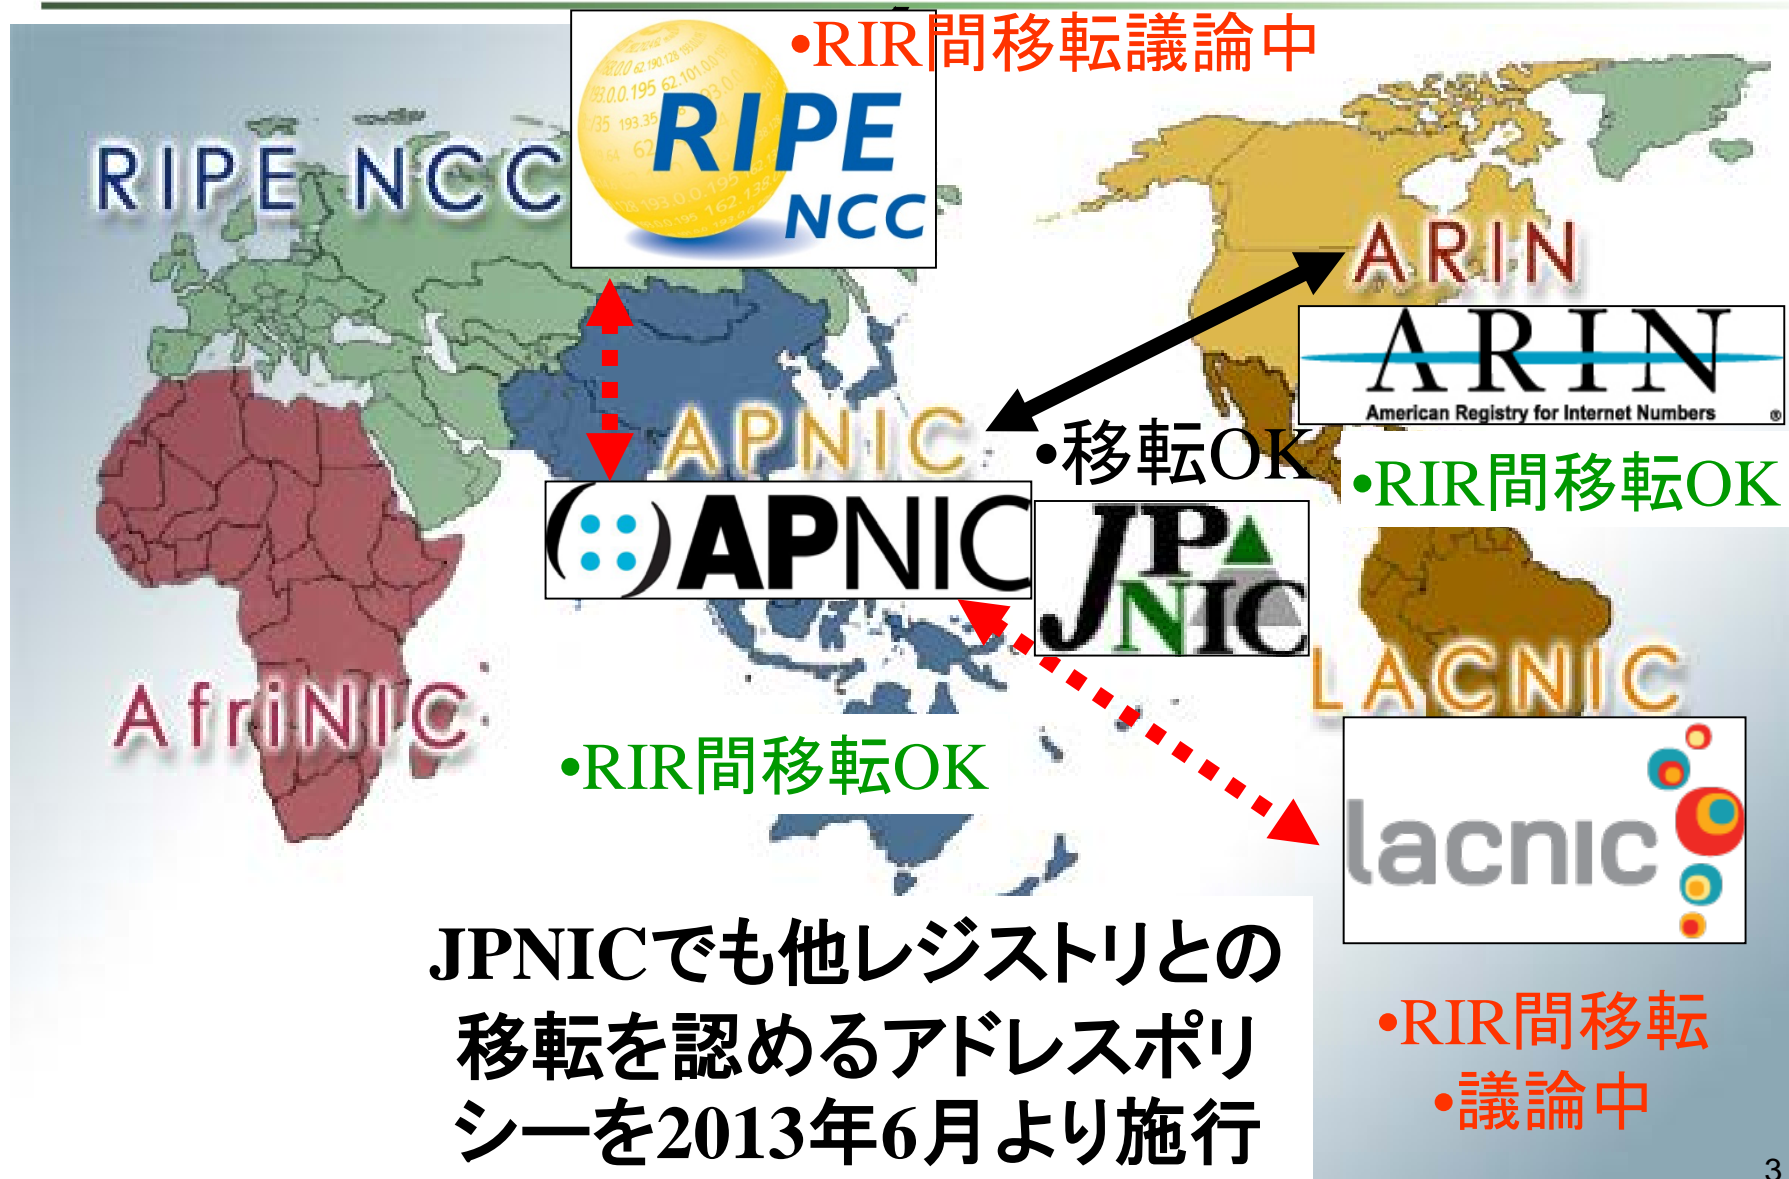 •RIR間移転議論中
RIPE NCC
RIPE
NCC
ARIN
ARIN
American Registry for Internet Numbers ®
•RIR間移転OK
APNIC
•移転OK
APNIC
JPNIC
AfriNIC
LACNIC
•RIR間移転OK
lacnic
JPNICでも他レジストリとの
移転を認めるアドレスポリ
シーを2013年6月より施行
•RIR間移転
•議論中
3